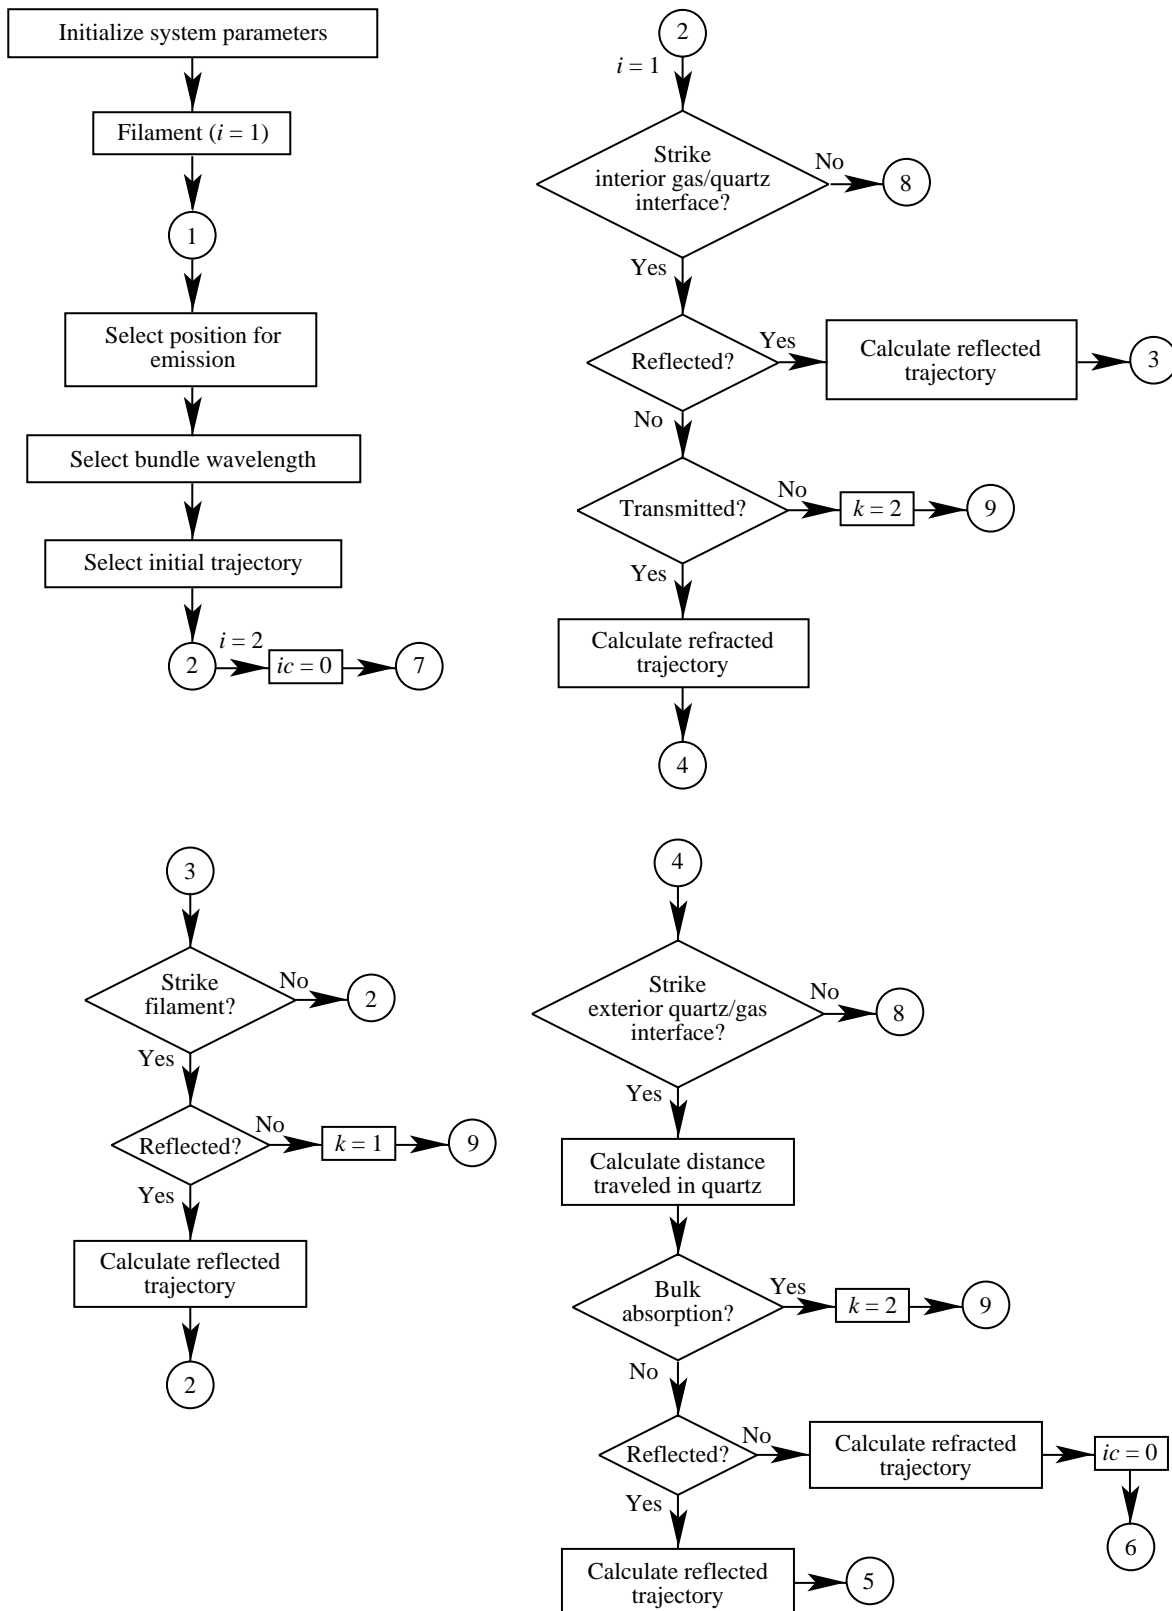 Initialize system parameters
Filament (i = 1)
1
Select position for
emission
Select bundle wavelength
Select initial trajectory
2
i = 2
ic = 0
7
2
i = 1
Strike
interior gas/quartz
interface?
No
8
Yes
Reflected?
Yes
Calculate reflected
trajectory
3
No
Transmitted?
No
k = 2
9
Yes
Calculate refracted
trajectory
4
3
Strike
filament?
No
2
Yes
Reflected?
No
k = 1
9
Yes
Calculate reflected
trajectory
2
4
Strike
exterior quartz/gas
interface?
No
8
Yes
Calculate distance
traveled in quartz
Bulk
absorption?
Yes
k = 2
9
No
Reflected?
No
Calculate refracted
trajectory
ic = 0
6
Yes
Calculate reflected
trajectory
5